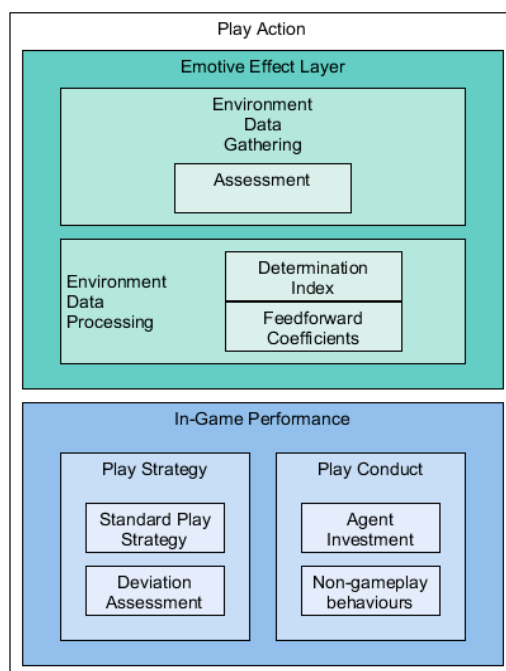 Play Action
Emotive Effect Layer
Environment
Data
Gathering
Assessment
Environment
Data
Processing
Determination
Index
Feedforward
Coefficients
In-Game Performance
Play Strategy
Standard Play
Strategy
Deviation
Assessment
Play Conduct
Agent
Investment
Non-gameplay
behaviours